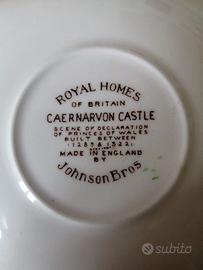 ROYAL HOMES
OF BRITAIN
CAERNARVON CASTLE
SCENE OF DECLARATION
OF PRINCES OF WALES
BUILT BETWEEN
(1285 & 1322)
MADE IN ENGLAND
BY
Johnson Bros
subito